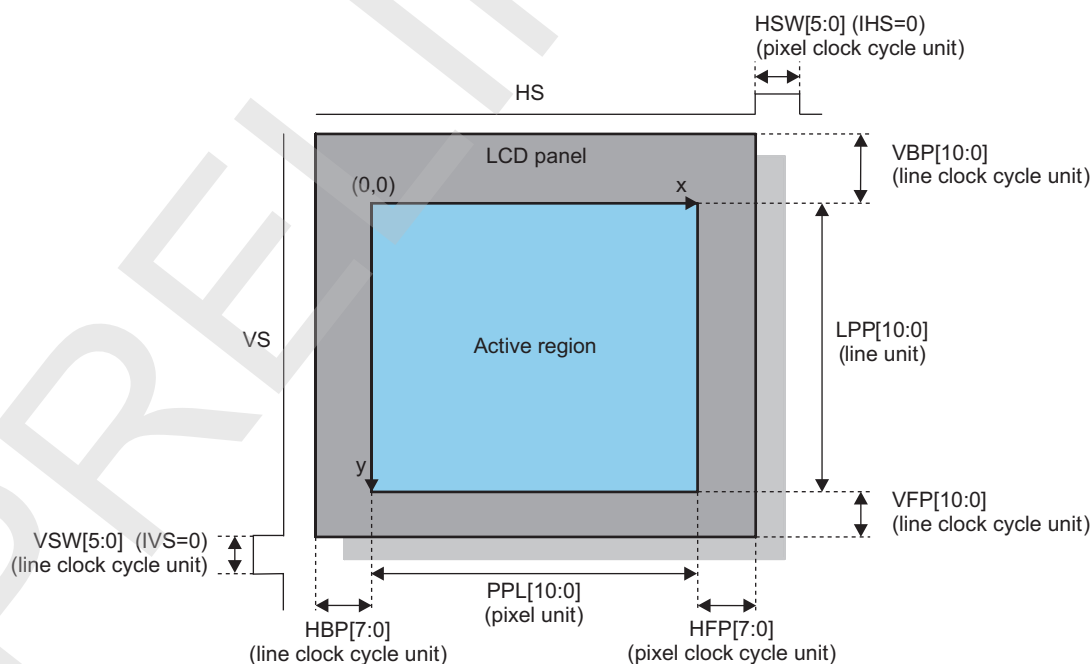 HSW[5:0] (IHS=0)
(pixel clock cycle unit)
HS
LCD panel
VBP[10:0]
(line clock cycle unit)
(0,0)
x
VS
Active region
LPP[10:0]
(line unit)
y
VFP[10:0]
(line clock cycle unit)
VSW[5:0] (IVS=0)
(line clock cycle unit)
PPL[10:0]
(pixel unit)
HBP[7:0]
(line clock cycle unit)
HFP[7:0]
(pixel clock cycle unit)
PRELI